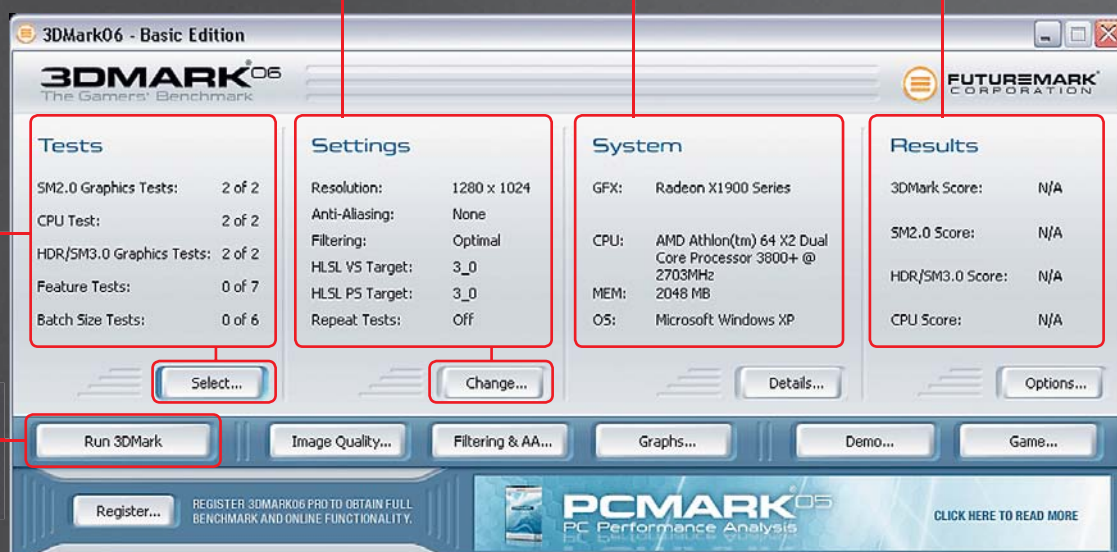 3DMark06 - Basic Edition
3DMARK'06
The Gamers' Benchmark
FUTUREMARK
CORPORATION
Tests
SM2.0 Graphics Tests: 2 of 2
CPU Test: 2 of 2
HDR/SM3.0 Graphics Tests: 2 of 2
Feature Tests: 0 of 7
Batch Size Tests: 0 of 6
Select...
Settings
Resolution: 1280 x 1024
Anti-Aliasing: None
Filtering: Optimal
HLSL VS Target: 3_0
HLSL PS Target: 3_0
Repeat Tests: Off
Change...
System
GFX: Radeon X1900 Series
CPU: AMD Athlon(tm) 64 X2 Dual
Core Processor 3800+ @
2703MHz
MEM: 2048 MB
OS: Microsoft Windows XP
Details...
Results
3DMark Score: N/A
SM2.0 Score: N/A
HDR/SM3.0 Score: N/A
CPU Score: N/A
Options...
Run 3DMark
Image Quality...
Filtering & AA...
Graphs...
Demo...
Game...
Register...
REGISTER 3DMARK06 PRO TO OBTAIN FULL
BENCHMARK AND ONLINE FUNCTIONALITY.
PCMARK'05
PC Performance Analysis
CLICK HERE TO READ MORE